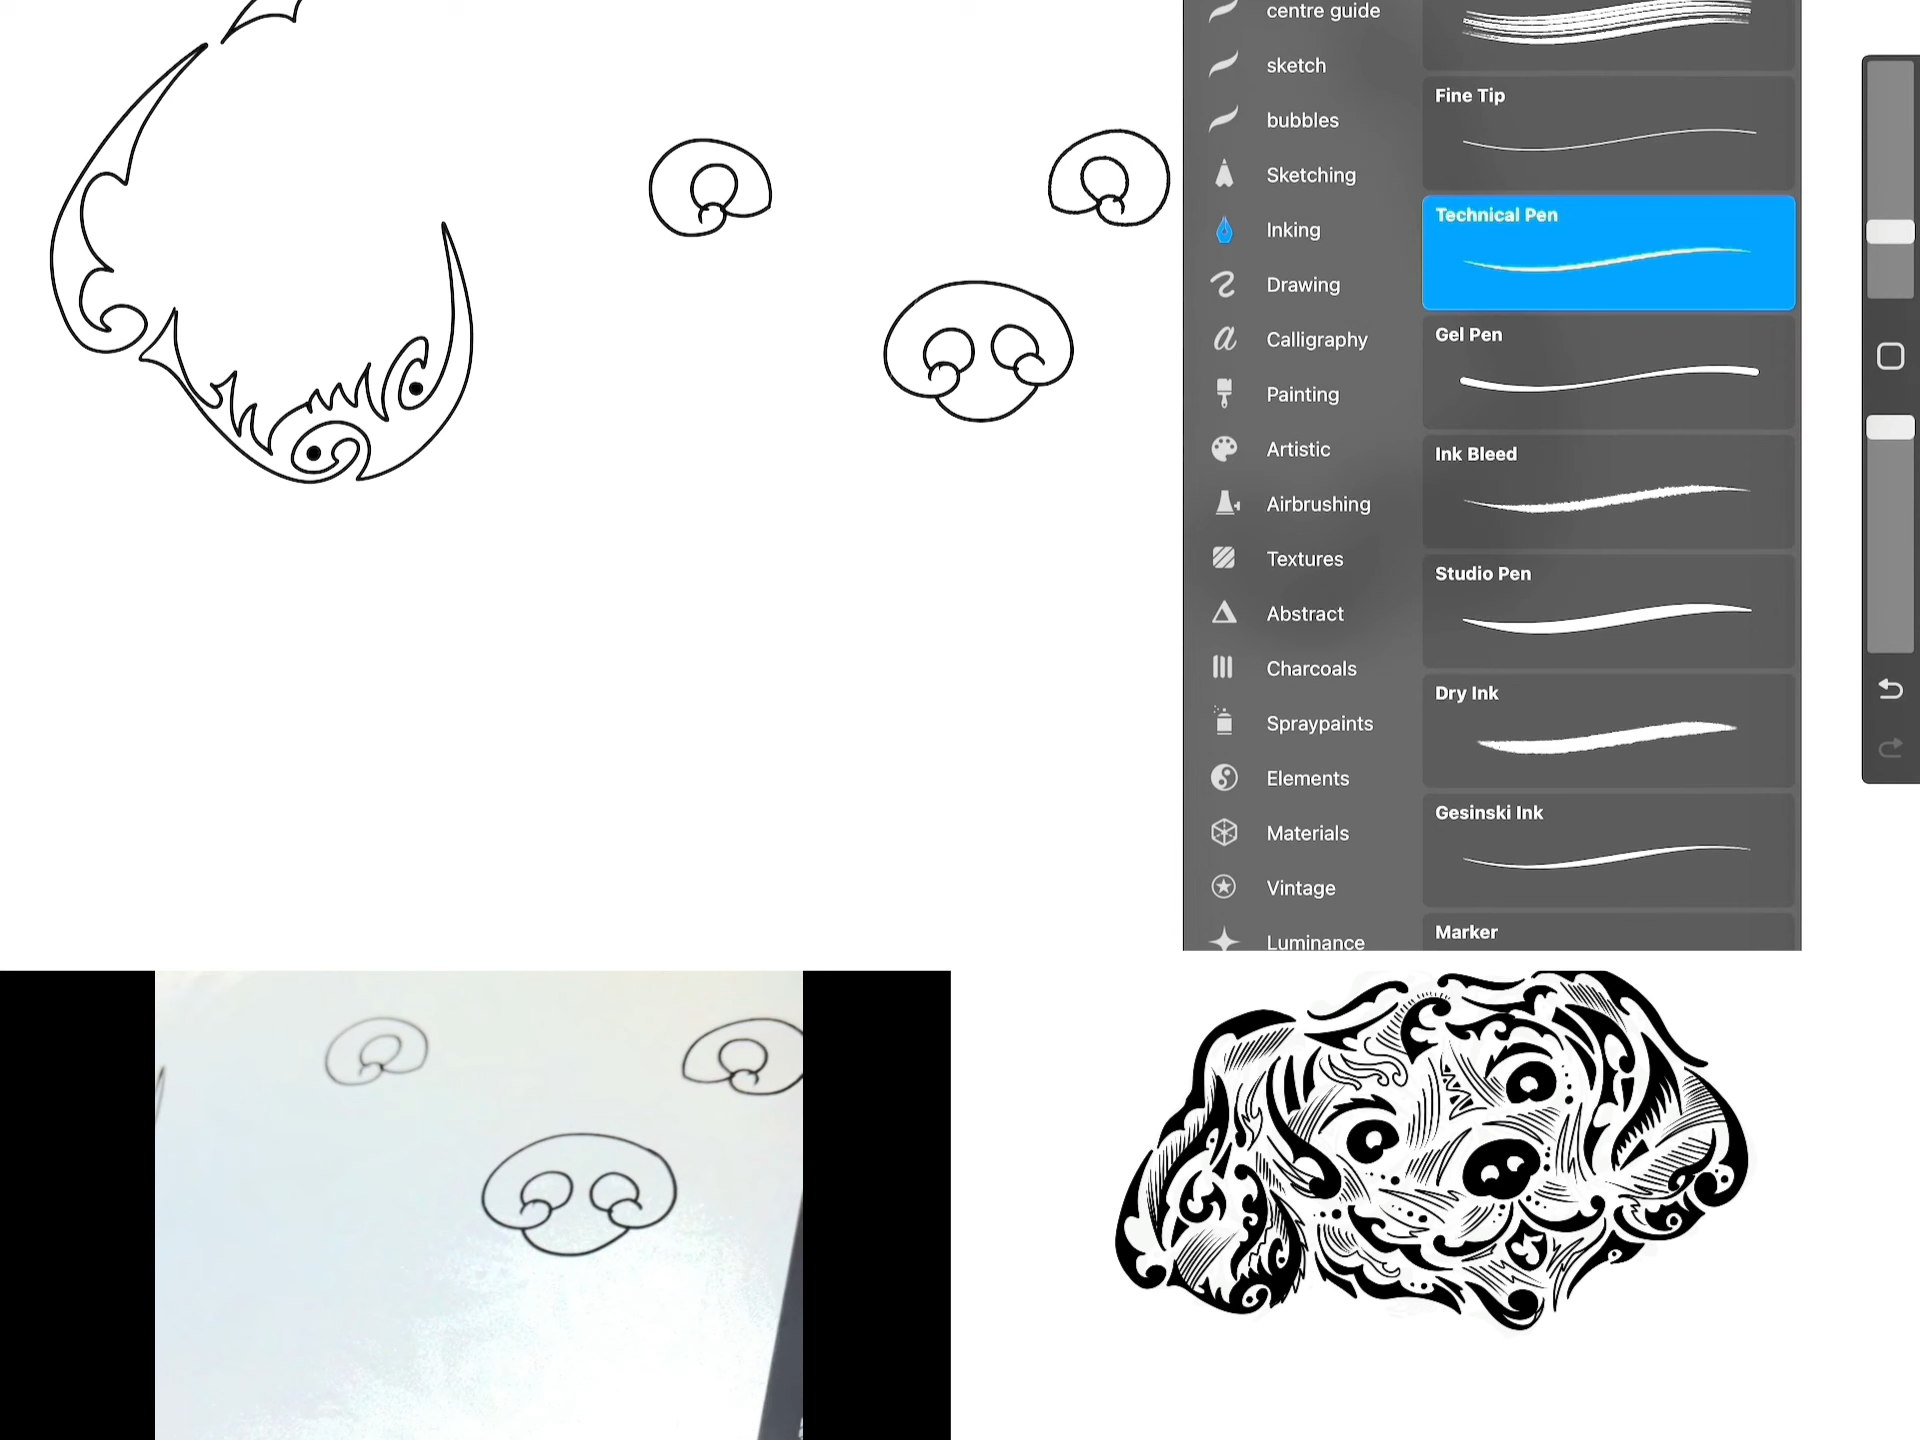 centre guide
sketch
bubbles
Sketching
Inking
Drawing
Calligraphy
Painting
Artistic
Airbrushing
Textures
Abstract
Charcoals
Spraypaints
Elements
Materials
Vintage
Luminance
Fine Tip
Technical Pen
Gel Pen
Ink Bleed
Studio Pen
Dry Ink
Gesinski Ink
Marker